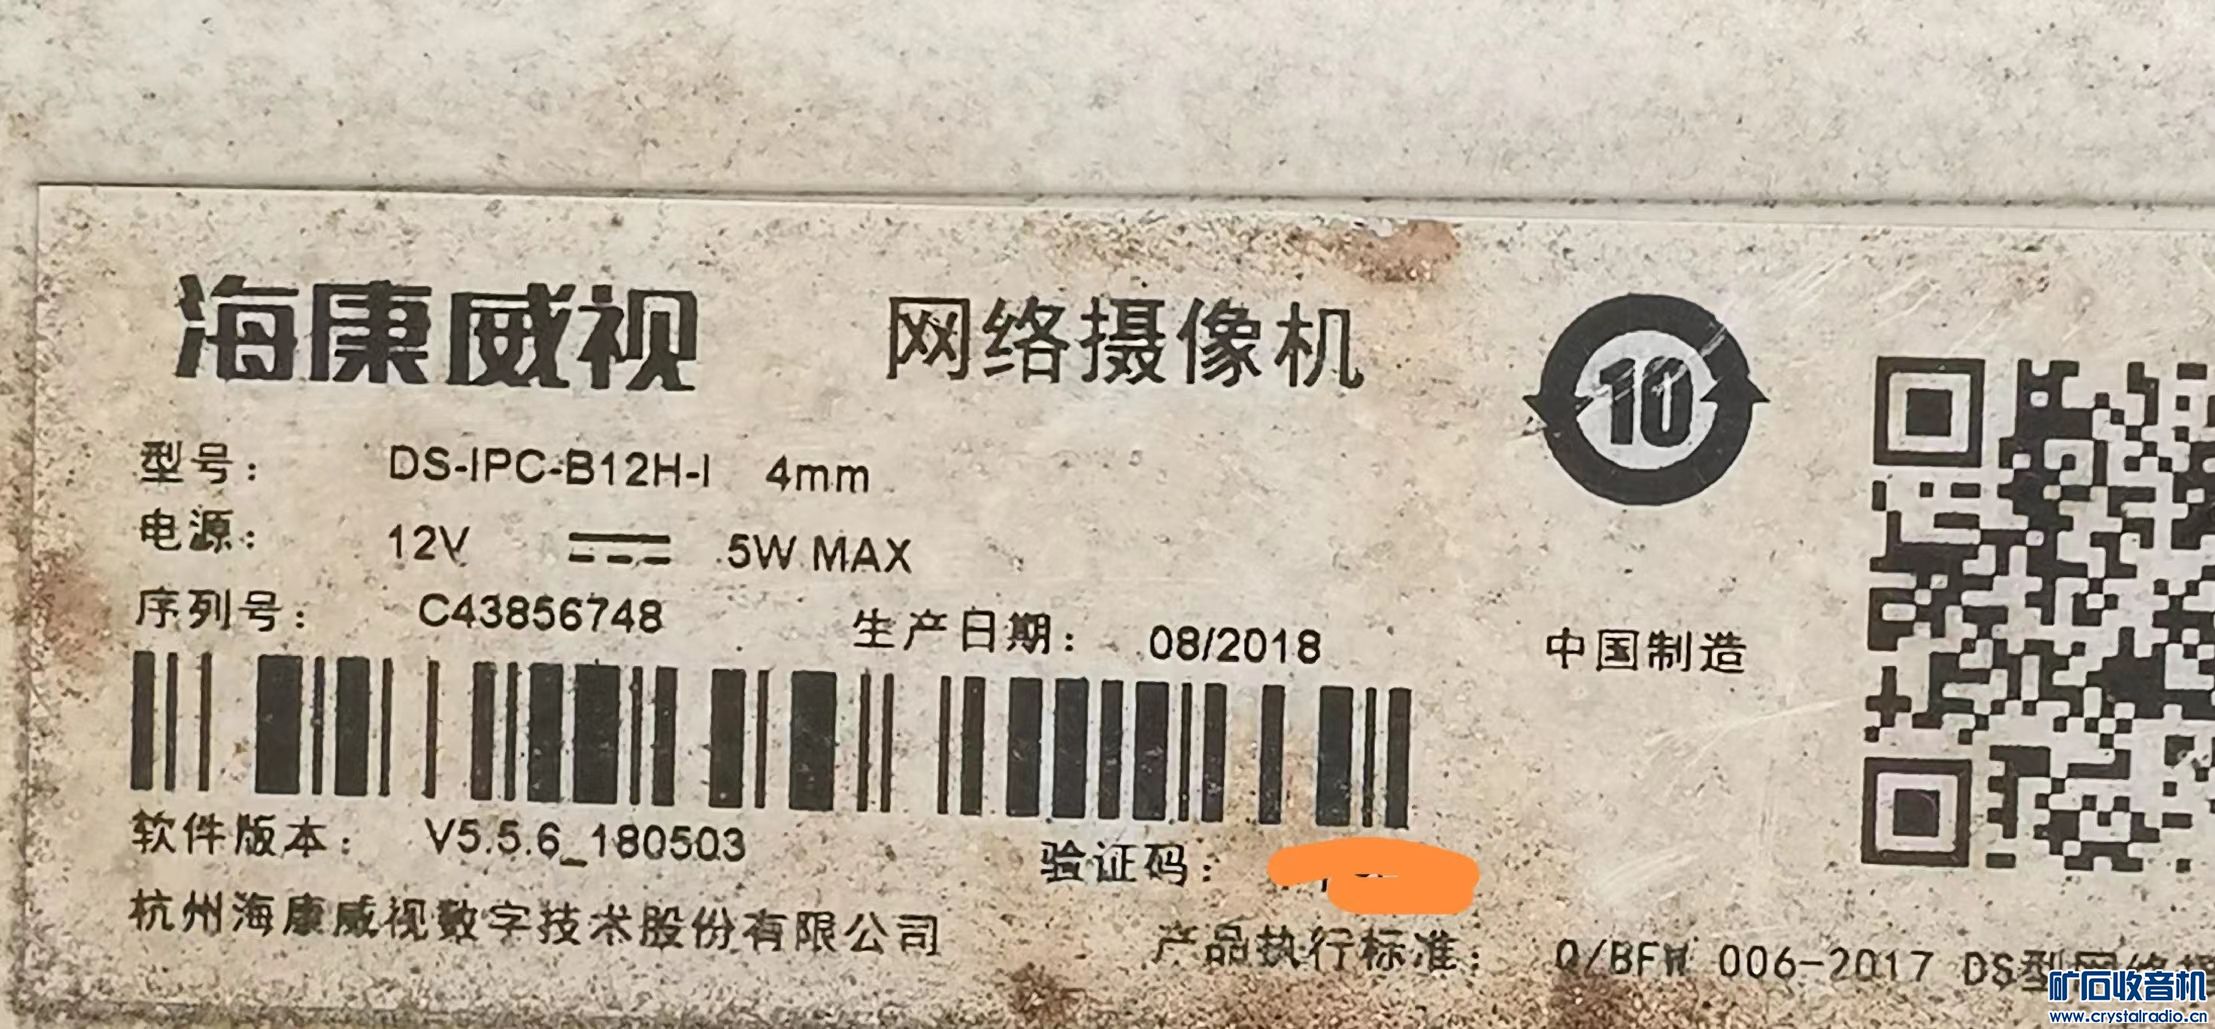 海康威视 网络摄像机
10
型号: DS-IPC-B12H-I 4mm
电源: 12V 5W MAX
序列号: C43856748 生产日期: 08/2018
中国制造
软件版本: V5.5.6_180503 验证码:
杭州海康威视数字技术股份有限公司
产品执行标准: Q/BFW 006-2017 DS型网络摄
矿石收音机
www.crystalradio.cn